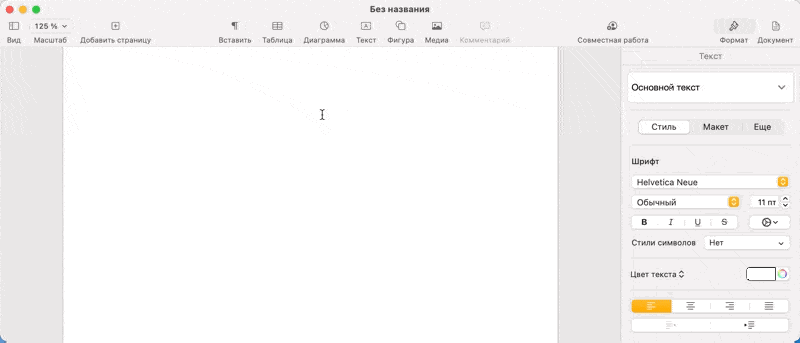 Без названия
125 %
Вид Масштаб Добавить страницу Вставить Таблица Диаграмма Текст Фигура Медиа Комментарий Совместная работа Формат Документ
Текст
Основной текст
Стиль Макет Еще
Шрифт
Helvetica Neue
Обычный 11 пт
B I U S
Стили символов Нет
Цвет текста